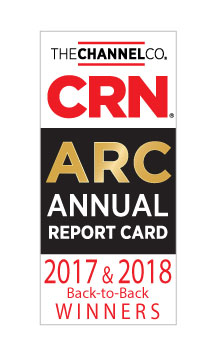 THECHANNELCO.
CRN®
ARC
ANNUAL
REPORT CARD
2017 & 2018
Back-to-Back
WINNERS